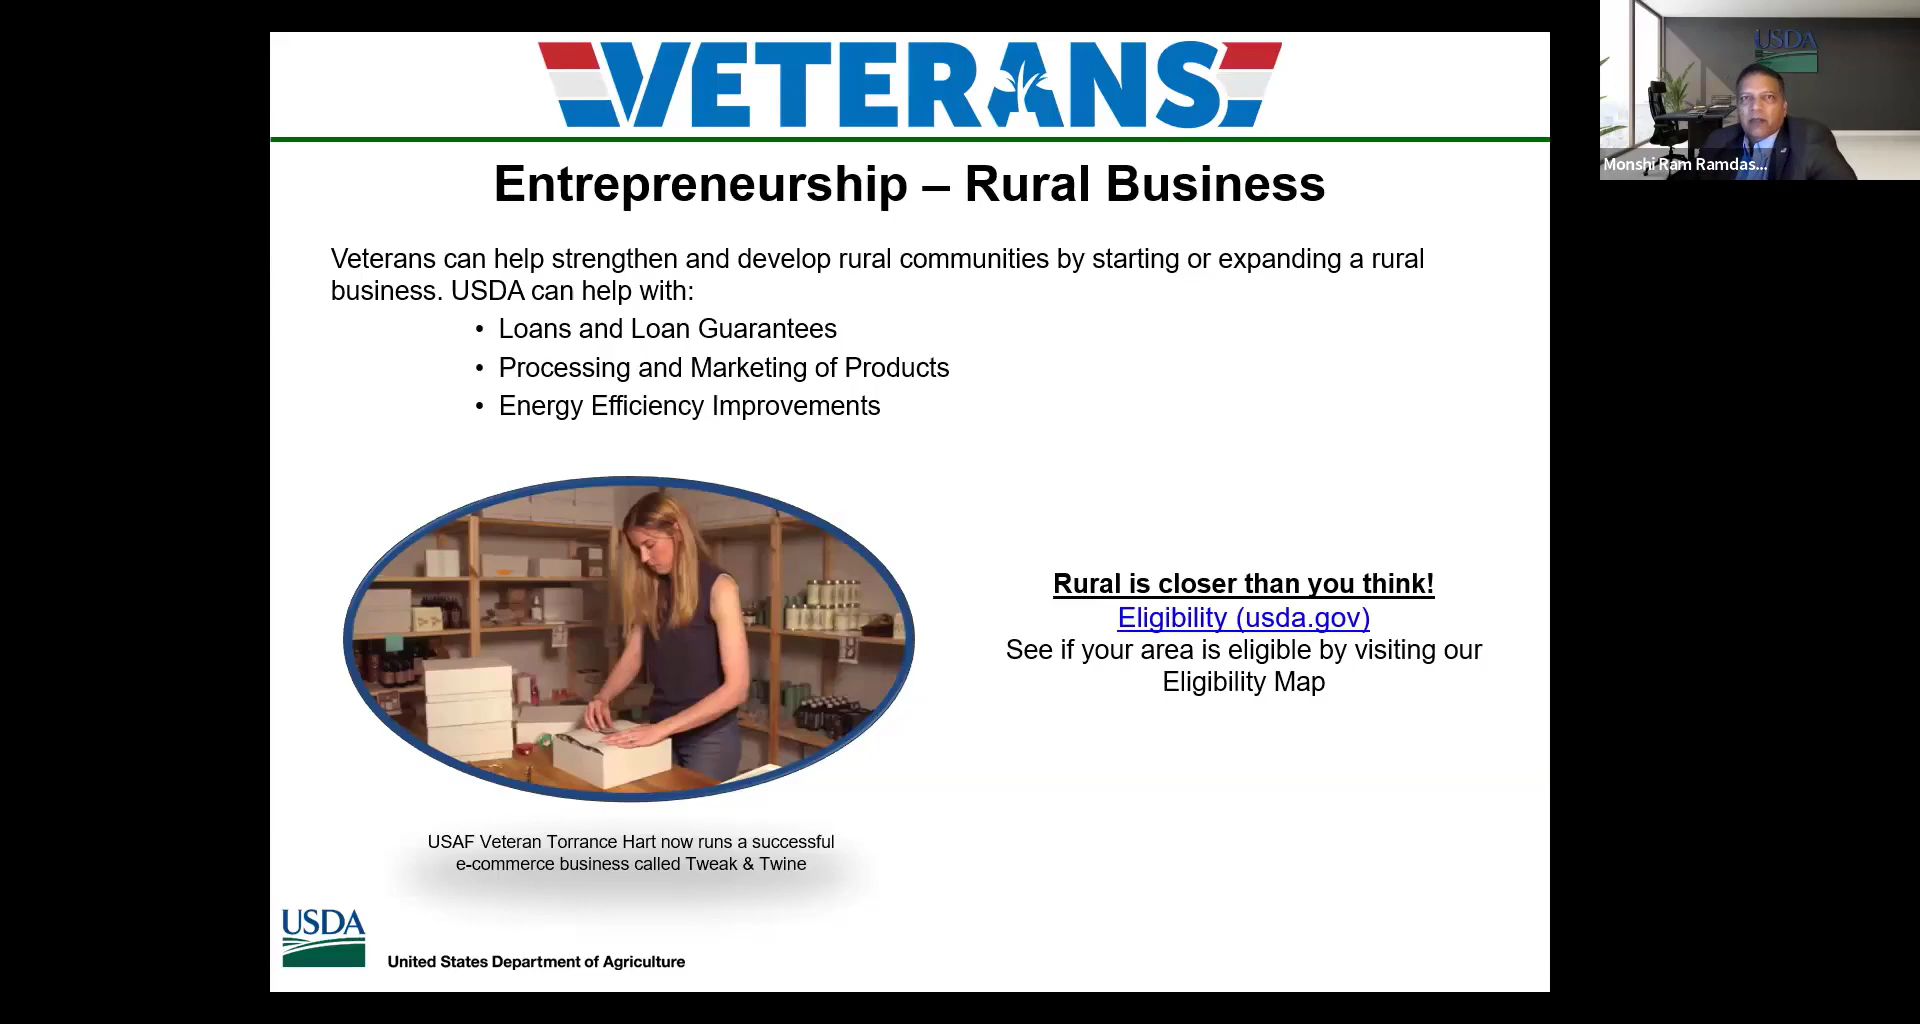 VETERANS
USDA
Monshi Ram Ramdas...
Entrepreneurship – Rural Business
Veterans can help strengthen and develop rural communities by starting or expanding a rural
business. USDA can help with:
• Loans and Loan Guarantees
• Processing and Marketing of Products
• Energy Efficiency Improvements
Rural is closer than you think!
Eligibility (usda.gov)
See if your area is eligible by visiting our
Eligibility Map
USAF Veteran Torrance Hart now runs a successful
e-commerce business called Tweak & Twine
USDA
United States Department of Agriculture